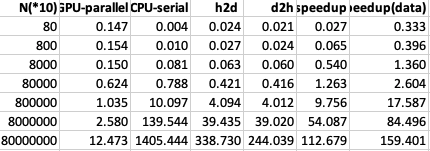 N(*10) GPU-parallel CPU-serial h2d d2h speedup peedup(data)
80 0.147 0.004 0.024 0.021 0.027 0.333
800 0.154 0.010 0.027 0.024 0.065 0.396
8000 0.150 0.081 0.063 0.060 0.540 1.360
80000 0.624 0.788 0.421 0.416 1.263 2.604
800000 1.035 10.097 4.094 4.012 9.756 17.587
8000000 2.580 139.544 39.435 39.020 54.087 84.496
80000000 12.473 1405.444 338.730 244.039 112.679 159.401